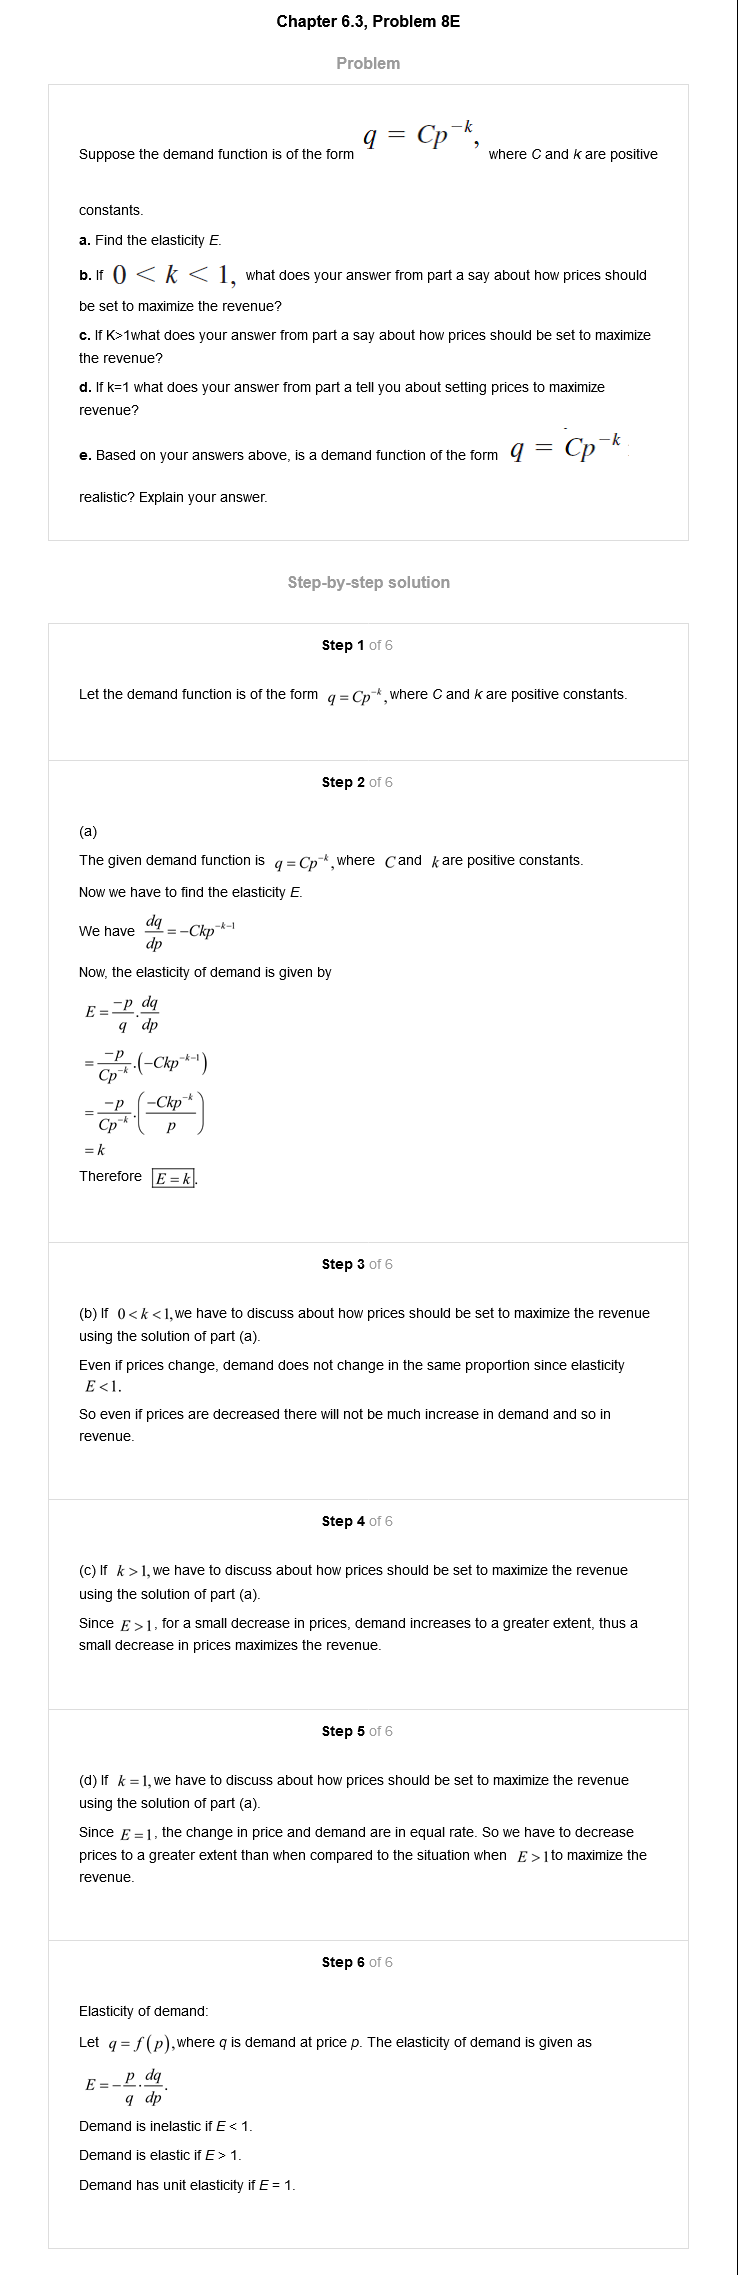 Chapter 6.3, Problem 8E
Problem
Suppose the demand function is of the form q = Cp^{-k}, where C and k are positive
constants.
a. Find the elasticity E.
b. If 0 < k < 1, what does your answer from part a say about how prices should
be set to maximize the revenue?
c. If K>1what does your answer from part a say about how prices should be set to maximize
the revenue?
d. If k=1 what does your answer from part a tell you about setting prices to maximize
revenue?
e. Based on your answers above, is a demand function of the form q = Cp^{-k}
realistic? Explain your answer.
Step-by-step solution
Step 1 of 6
Let the demand function is of the form q = Cp^{-k}, where C and k are positive constants.
Step 2 of 6
(a)
The given demand function is q = Cp^{-k}, where C and k are positive constants.
Now we have to find the elasticity E.
We have dq/dp = -Ckp^{-k-1}
Now, the elasticity of demand is given by
E = -p/q . dq/dp
= -p/Cp^{-k} . (-Ckp^{-k-1})
= -p/Cp^{-k} . (-Ckp^{-k}/p)
= k
Therefore E = k.
Step 3 of 6
(b) If 0 < k < 1, we have to discuss about how prices should be set to maximize the revenue
using the solution of part (a).
Even if prices change, demand does not change in the same proportion since elasticity
E < 1.
So even if prices are decreased there will not be much increase in demand and so in
revenue.
Step 4 of 6
(c) If k > 1, we have to discuss about how prices should be set to maximize the revenue
using the solution of part (a).
Since E > 1, for a small decrease in prices, demand increases to a greater extent, thus a
small decrease in prices maximizes the revenue.
Step 5 of 6
(d) If k = 1, we have to discuss about how prices should be set to maximize the revenue
using the solution of part (a).
Since E = 1, the change in price and demand are in equal rate. So we have to decrease
prices to a greater extent than when compared to the situation when E > 1 to maximize the
revenue.
Step 6 of 6
Elasticity of demand:
Let q = f(p), where q is demand at price p. The elasticity of demand is given as
E = -p/q . dq/dp.
Demand is inelastic if E < 1.
Demand is elastic if E > 1.
Demand has unit elasticity if E = 1.